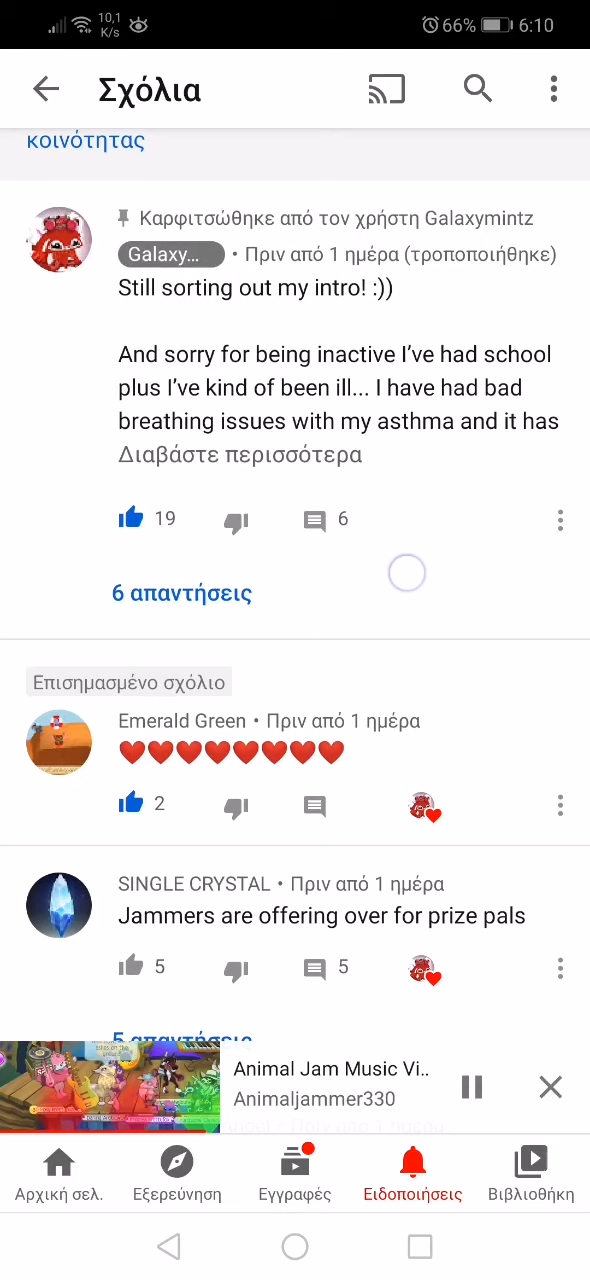 10,1
K/s
66%
6:10
Σχόλια
κοινότητας
Καρφιτσώθηκε από τον χρήστη Galaxymintz
Galaxy... • Πριν από 1 ημέρα (τροποποιήθηκε)
Still sorting out my intro! :))
And sorry for being inactive I’ve had school
plus I’ve kind of been ill... I have had bad
breathing issues with my asthma and it has
Διαβάστε περισσότερα
19
6
6 απαντήσεις
Επισημασμένο σχόλιο
Emerald Green • Πριν από 1 ημέρα
❤️❤️❤️❤️❤️❤️❤️❤️
2
SINGLE CRYSTAL • Πριν από 1 ημέρα
Jammers are offering over for prize pals
5
5
5 απαντήσεις
Animal Jam Music Vi..
Animaljammer330
Αρχική σελ.
Εξερεύνηση
Εγγραφές
Ειδοποιήσεις
Βιβλιοθήκη